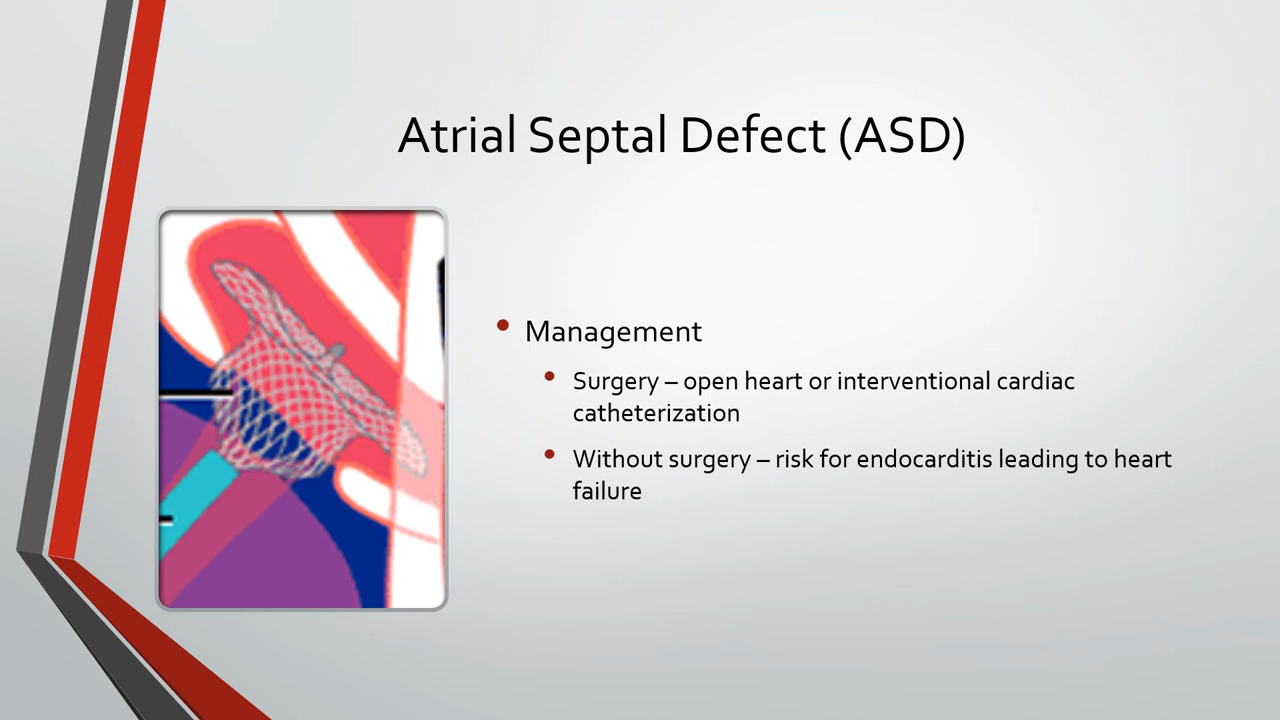 Atrial Septal Defect (ASD)
• Management
• Surgery – open heart or interventional cardiac
catheterization
• Without surgery – risk for endocarditis leading to heart
failure